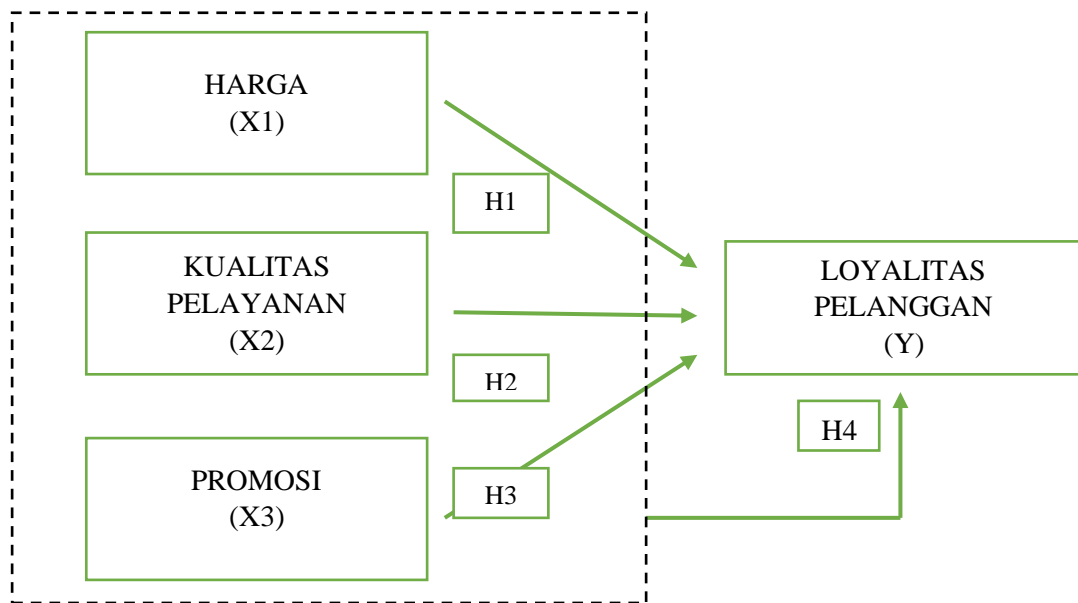 HARGA
(X1)
H1
KUALITAS
PELAYANAN
(X2)
H2
PROMOSI
(X3)
H3
LOYALITAS
PELANGGAN
(Y)
H4